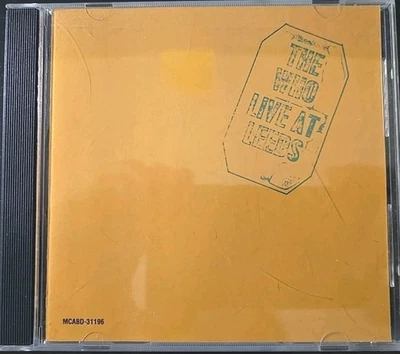 THE
WHO
LIVE AT
LEEDS
MCABD-31196